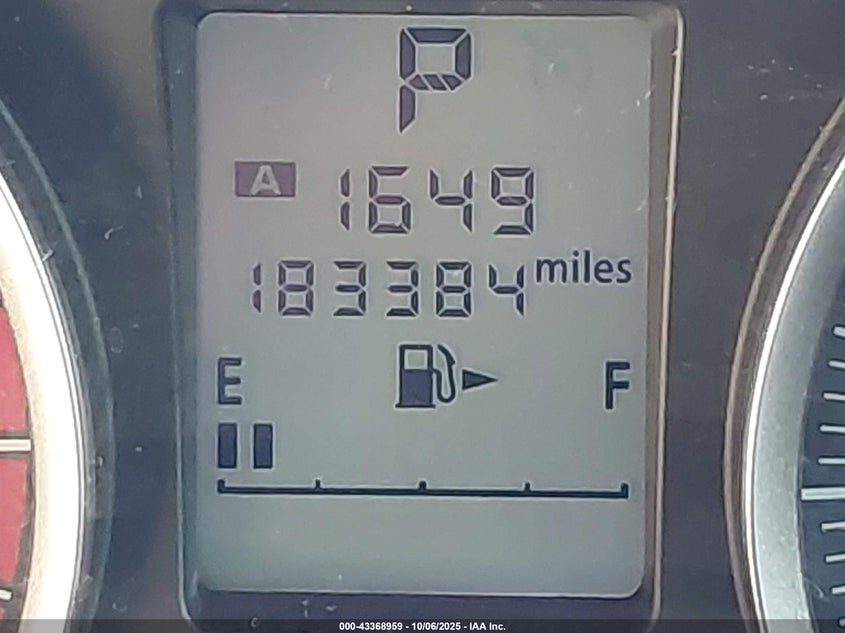 P
A 1649
183384 miles
E F
000-43368959 - 10/06/2025 - IAA Inc.